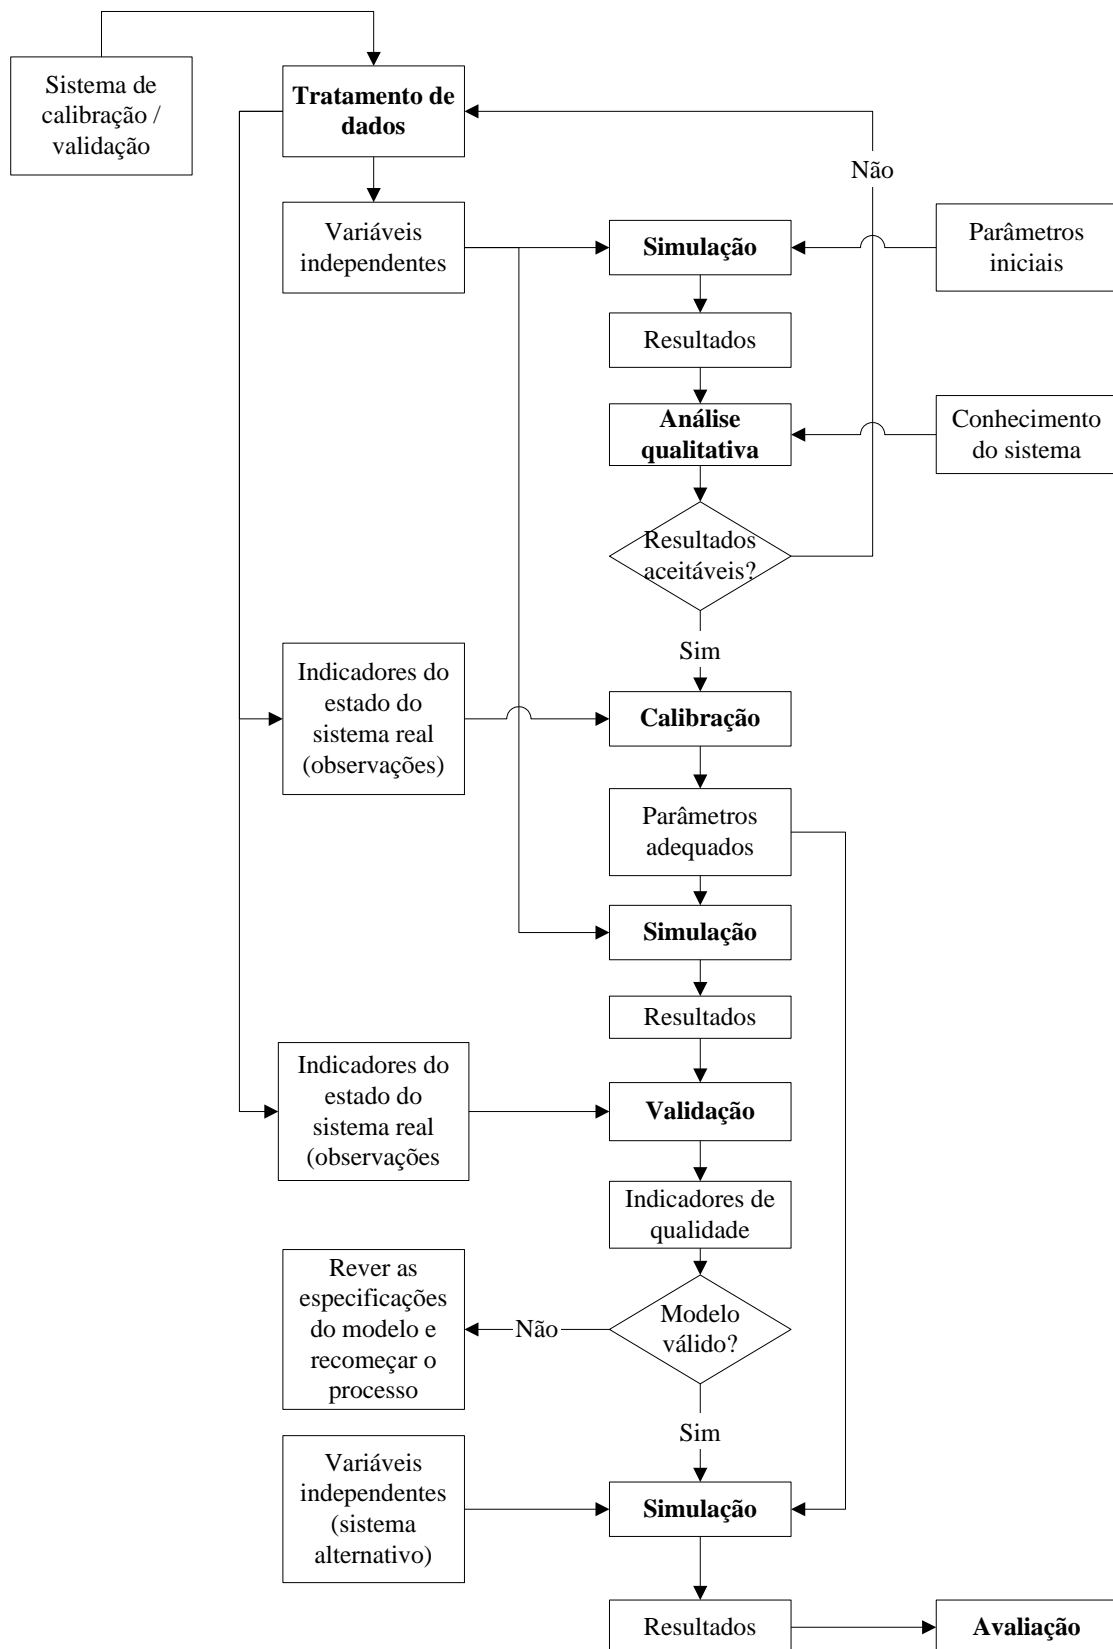 Sistema de
calibração /
validação
Tratamento de
dados
Não
Variáveis
independentes
Simulação
Parâmetros
iniciais
Resultados
Análise
qualitativa
Conhecimento
do sistema
Resultados
aceitáveis?
Sim
Indicadores do
estado do
sistema real
(observações)
Calibração
Parâmetros
adequados
Simulação
Resultados
Indicadores do
estado do
sistema real
(observações
Validação
Indicadores de
qualidade
Rever as
especificações
do modelo e
recomeçar o
processo
Não
Modelo
válido?
Sim
Variáveis
independentes
(sistema
alternativo)
Simulação
Resultados
Avaliação